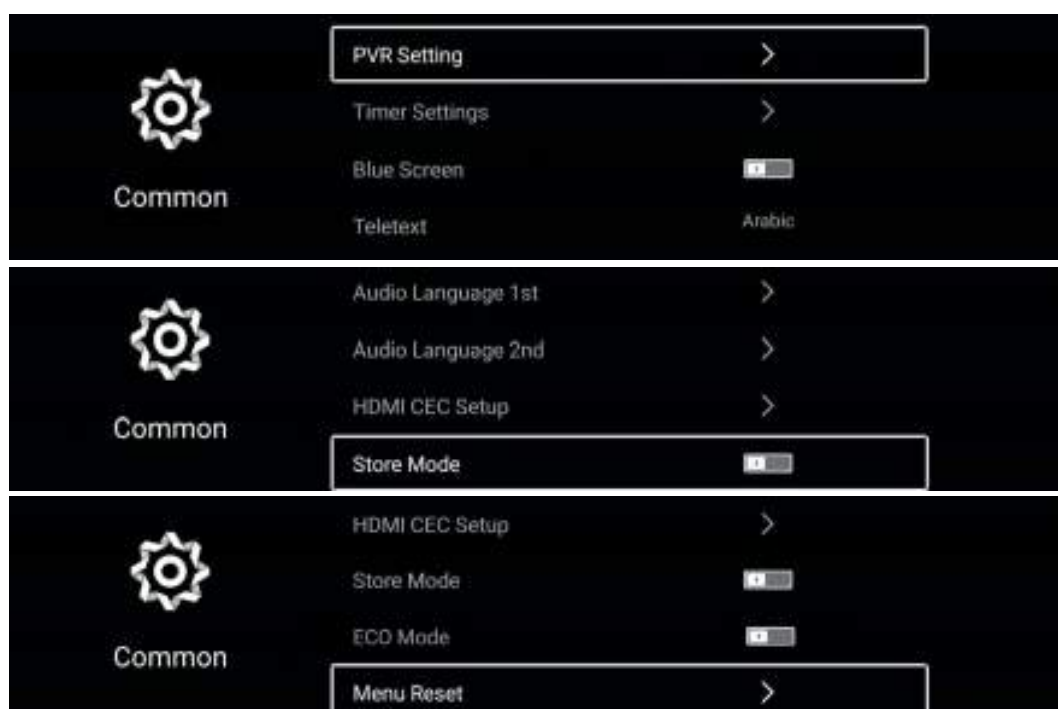 PVR Setting
Timer Settings
Blue Screen
Common
Teletext Arabic
Audio Language 1st
Audio Language 2nd
HDMI CEC Setup
Common
Store Mode
HDMI CEC Setup
Store Mode
ECO Mode
Common
Menu Reset